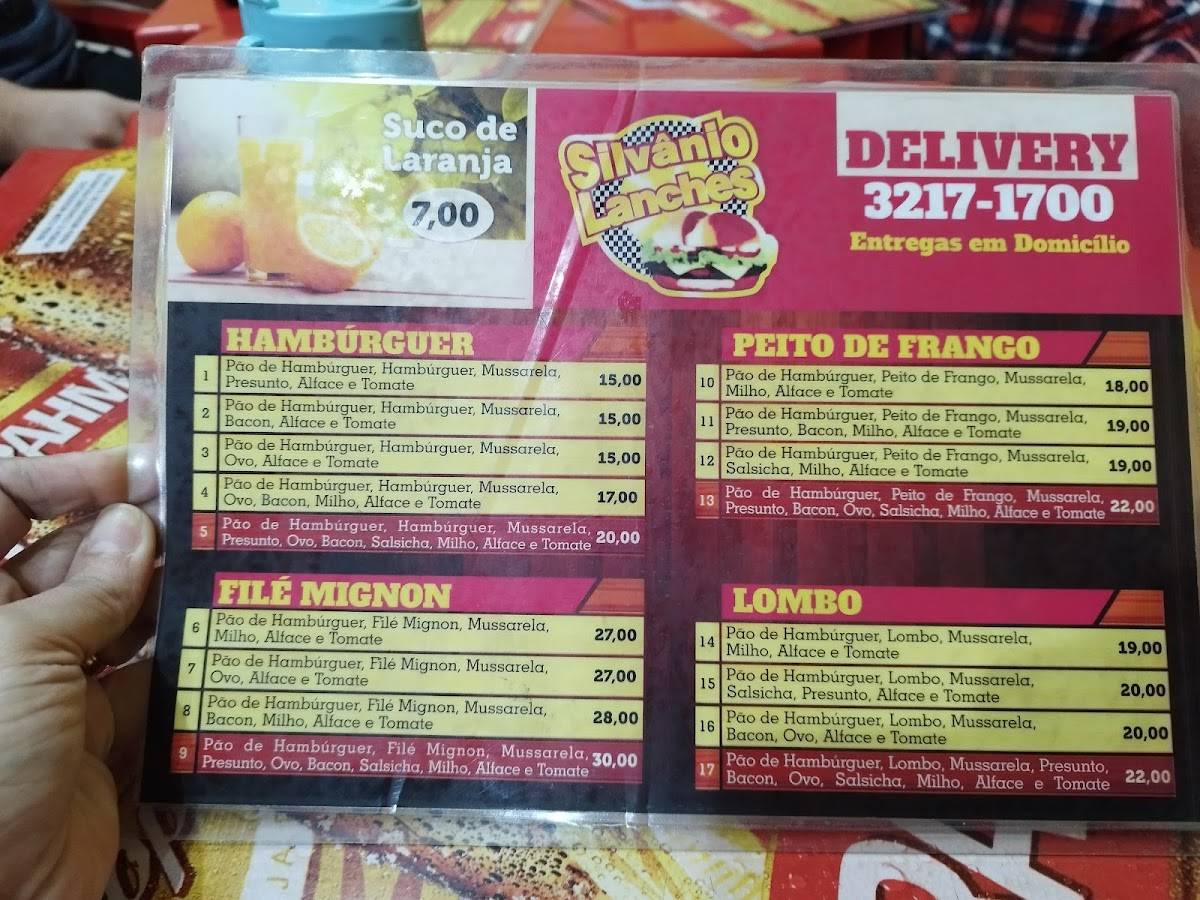 Suco de
Laranja
7,00
Silvânio
Lanches
DELIVERY
3217-1700
Entregas em Domicílio
HAMBÚRGUER
1 Pão de Hambúrguer, Hambúrguer, Mussarela,
Presunto, Alface e Tomate 15,00
2 Pão de Hambúrguer, Hambúrguer, Mussarela,
Bacon, Alface e Tomate 15,00
3 Pão de Hambúrguer, Hambúrguer, Mussarela,
Ovo, Alface e Tomate 15,00
4 Pão de Hambúrguer, Hambúrguer, Mussarela,
Ovo, Bacon, Milho, Alface e Tomate 17,00
5 Pão de Hambúrguer, Hambúrguer, Mussarela,
Presunto, Ovo, Bacon, Salsicha, Milho, Alface e Tomate 20,00
FILÉ MIGNON
6 Pão de Hambúrguer, Filé Mignon, Mussarela,
Milho, Alface e Tomate 27,00
7 Pão de Hambúrguer, Filé Mignon, Mussarela,
Ovo, Alface e Tomate 27,00
8 Pão de Hambúrguer, Filé Mignon, Mussarela,
Bacon, Milho, Alface e Tomate 28,00
9 Pão de Hambúrguer, Filé Mignon, Mussarela,
Presunto, Ovo, Bacon, Salsicha, Milho, Alface e Tomate 30,00
PEITO DE FRANGO
10 Pão de Hambúrguer, Peito de Frango, Mussarela,
Milho, Alface e Tomate 18,00
11 Pão de Hambúrguer, Peito de Frango, Mussarela,
Presunto, Bacon, Milho, Alface e Tomate 19,00
12 Pão de Hambúrguer, Peito de Frango, Mussarela,
Salsicha, Milho, Alface e Tomate 19,00
13 Pão de Hambúrguer, Peito de Frango, Mussarela,
Presunto, Bacon, Ovo, Salsicha, Milho, Alface e Tomate 22,00
LOMBO
14 Pão de Hambúrguer, Lombo, Mussarela,
Milho, Alface e Tomate 19,00
15 Pão de Hambúrguer, Lombo, Mussarela,
Salsicha, Presunto, Alface e Tomate 20,00
16 Pão de Hambúrguer, Lombo, Mussarela,
Bacon, Ovo, Alface e Tomate 20,00
17 Pão de Hambúrguer, Lombo, Mussarela, Presunto,
Bacon, Ovo, Salsicha, Milho, Alface e Tomate 22,00